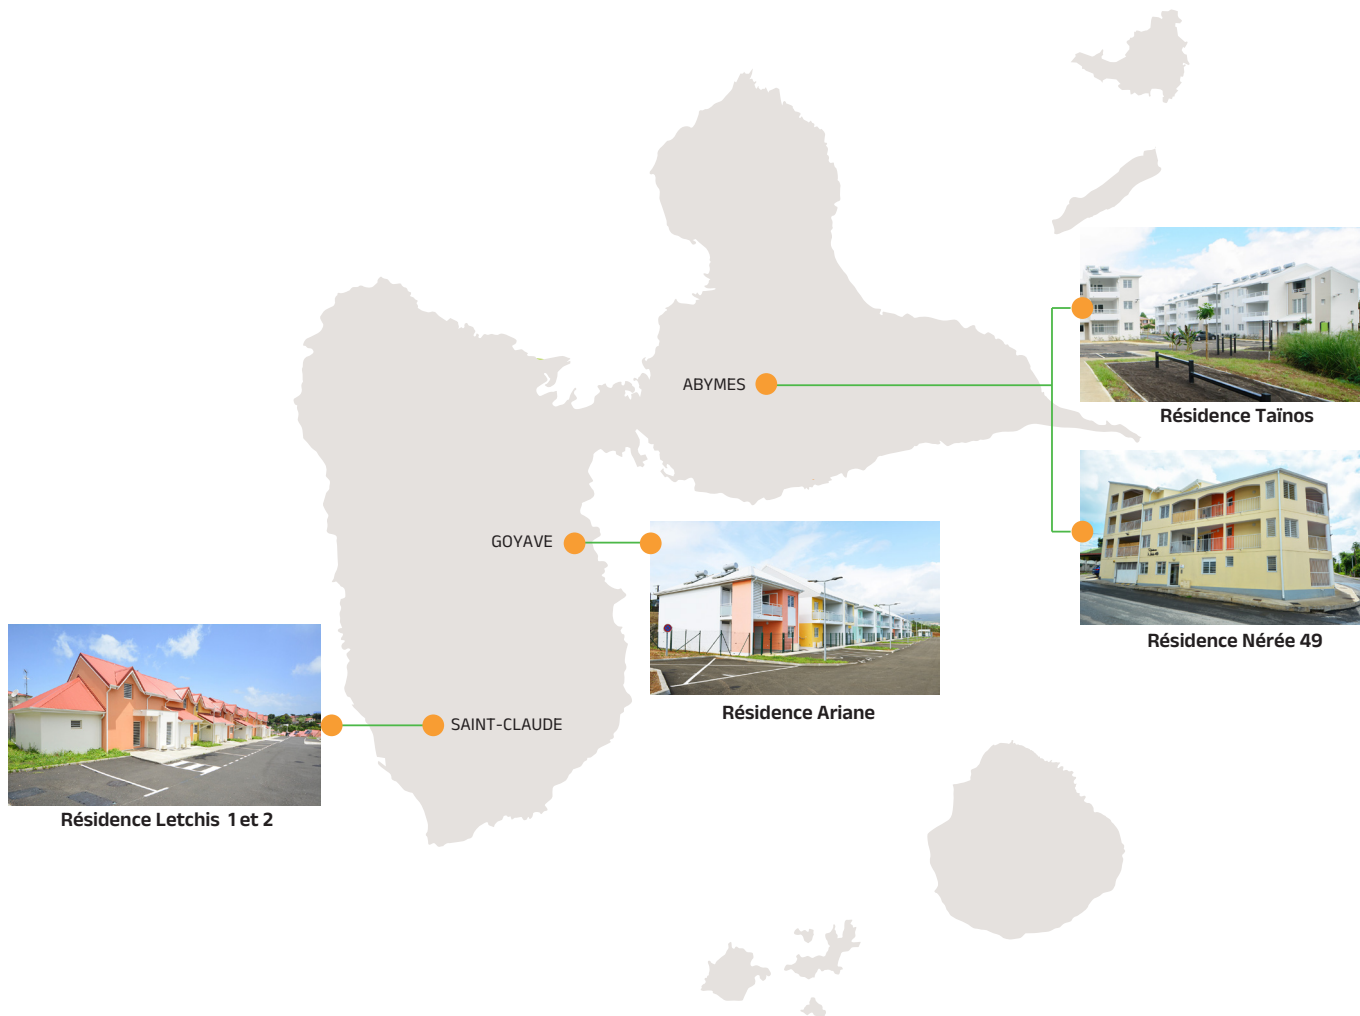 ABYMES
Résidence Taïnos
GOYAVE
Résidence Nérée 49
Résidence Ariane
SAINT-CLAUDE
Résidence Letchis 1 et 2